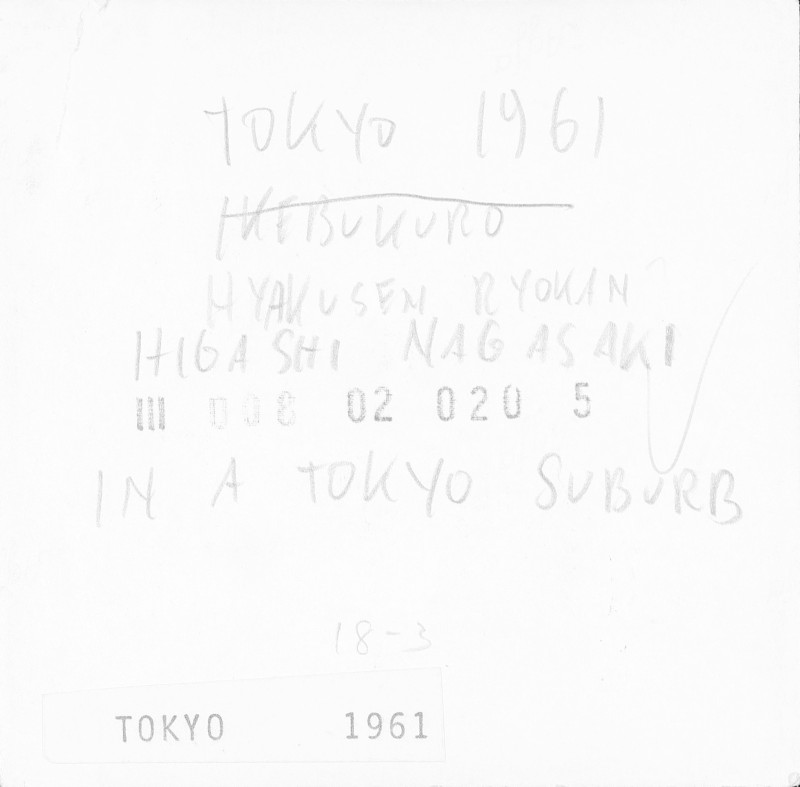 TOKYO 1961
IKEBUKURO
HYAKUSEN RYOKAN
HIGASHI NAGASAKI
III 008 02 020 5
IN A TOKYO SUBURB
18-3
TOKYO 1961